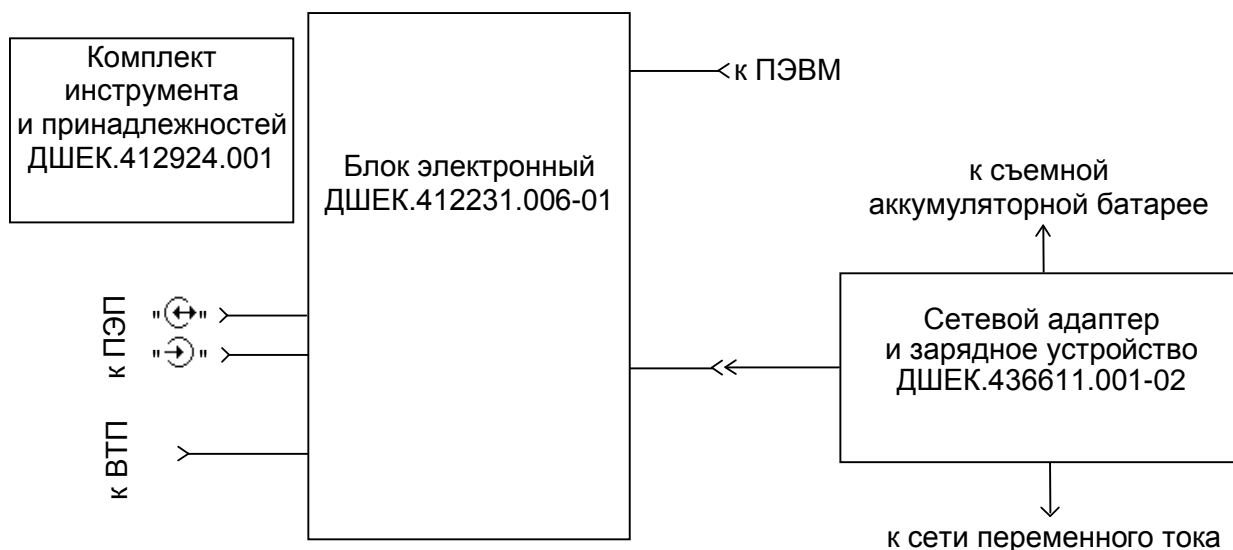 Комплект
инструмента
и принадлежностей
ДШЕК.412924.001
Блок электронный
ДШЕК.412231.006-01
к ПЭВМ
к съемной
аккумуляторной батарее
Сетевой адаптер
и зарядное устройство
ДШЕК.436611.001-02
к сети переменного тока
к ПЭП
к ВТП